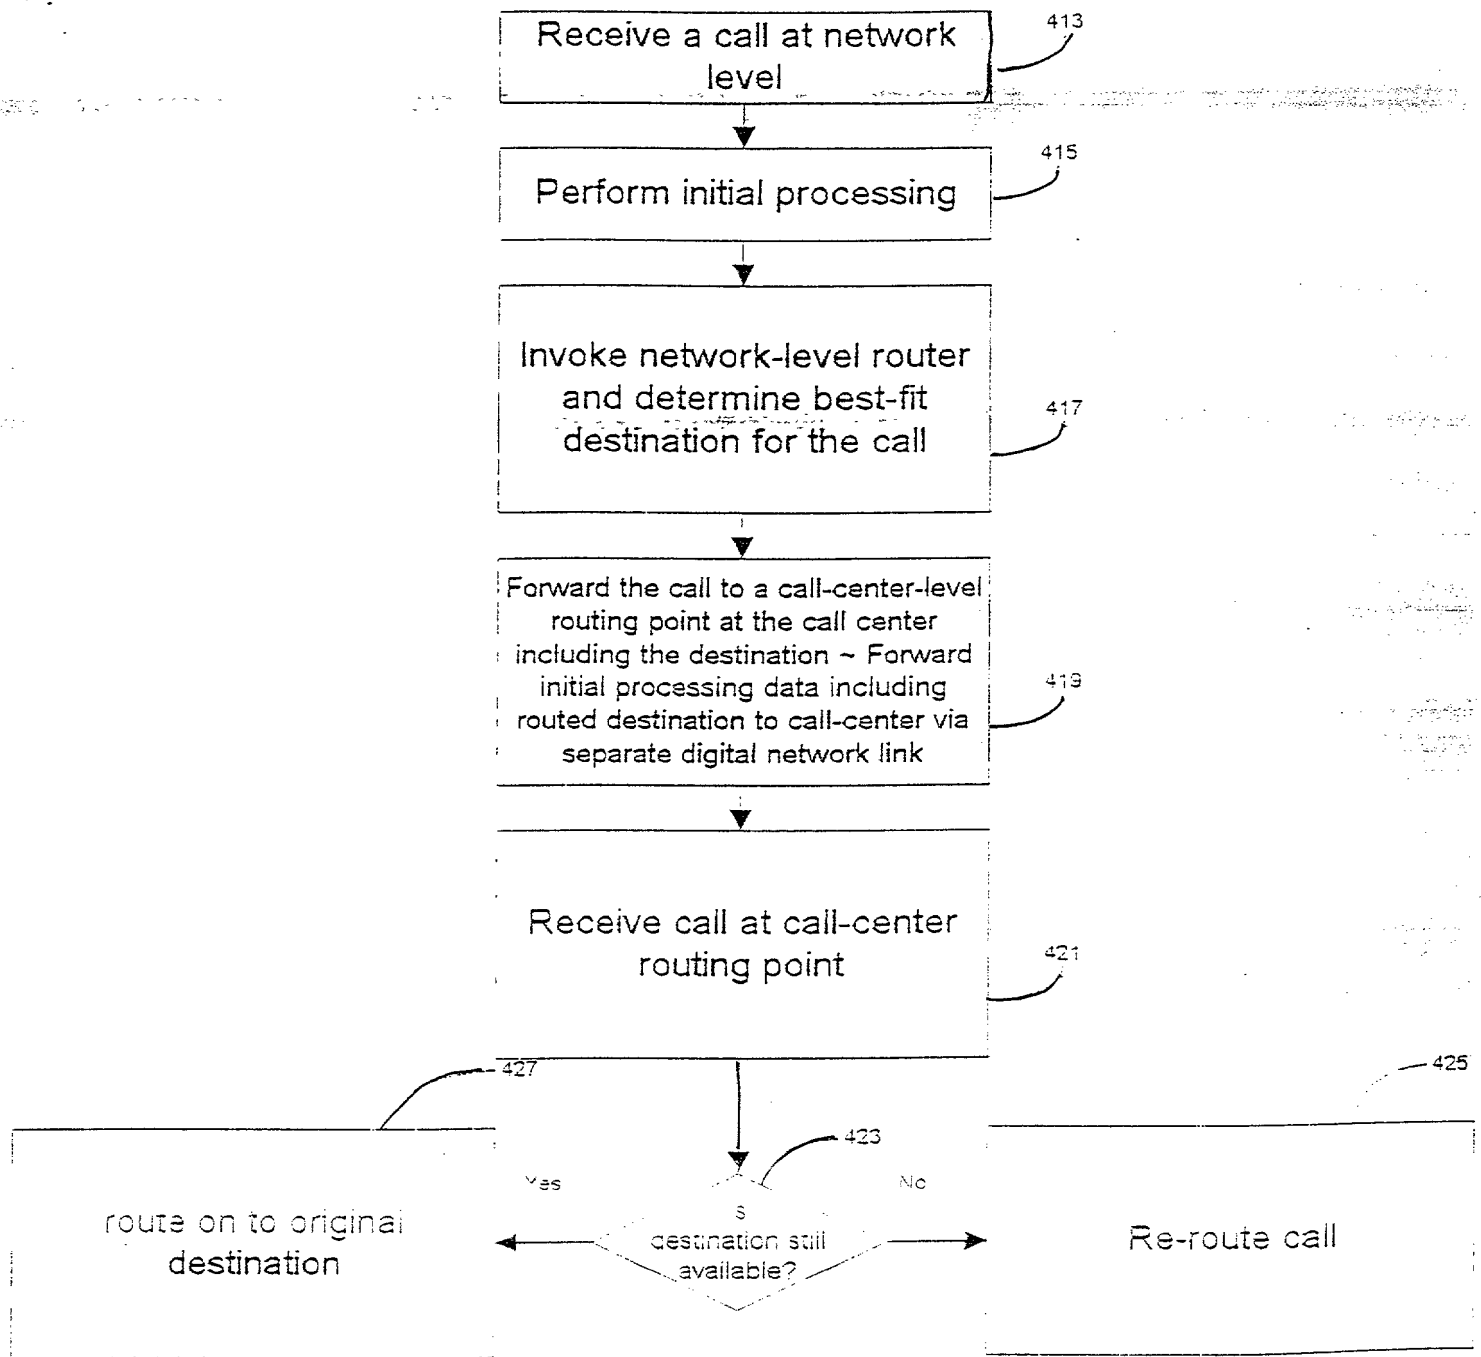 Receive a call at network
level
413
Perform initial processing
415
Invoke network-level router
and determine best-fit
destination for the call
417
Forward the call to a call-center-level
routing point at the call center
including the destination ~ Forward
initial processing data including
routed destination to call-center via
separate digital network link
419
Receive call at call-center
routing point
421
427
425
423
Yes
No
route on to original
destination
s
destination still
available?
Re-route call